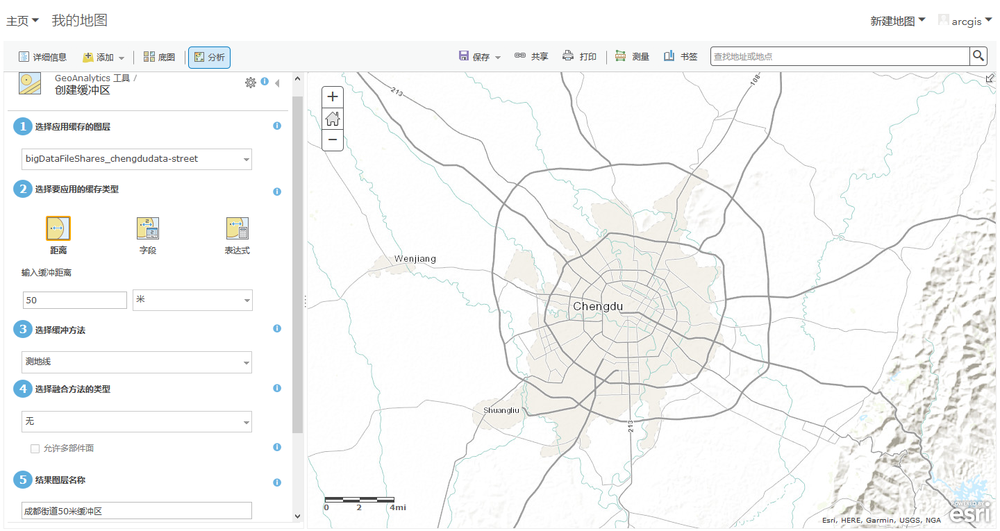 主页 我的地图 新建地图 arcgis
详细信息 添加 底图 分析 保存 共享 打印 测量 书签 查找地址或地点
GeoAnalytics 工具 /
创建缓冲区
1 选择应用缓存的图层
bigDataFileShares_chengdudata-street
2 选择要应用的缓存类型
距离 字段 表达式
输入缓冲距离
50 米
3 选择缓冲方法
测地线
4 选择融合方法的类型
无
允许多部件面
5 结果图层名称
成都街道50米缓冲区
+
−
213
108
Wenjiang
Chengdu
Shuangliu
213
0 2 4mi
Esri, HERE, Garmin, USGS, NGA
POWERED BY
esri